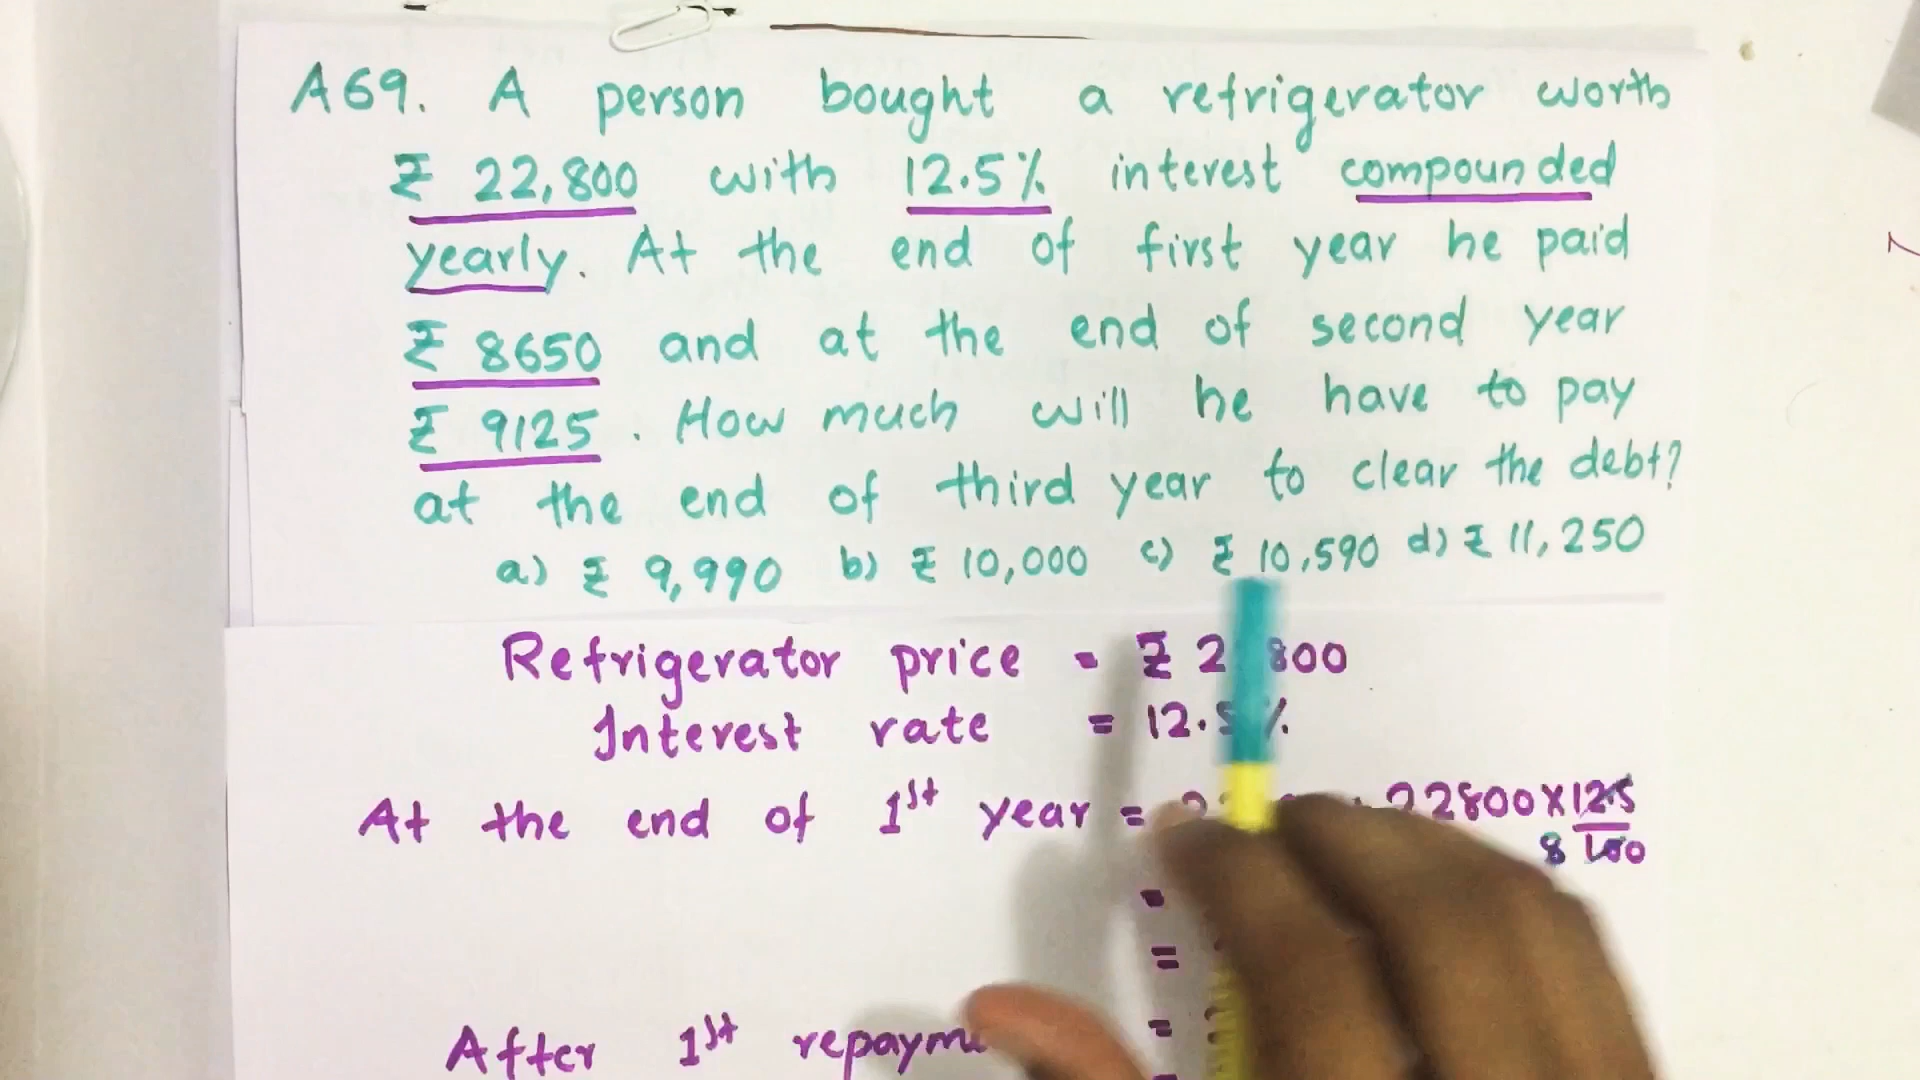 A69. A person bought a refrigerator worth
₹ 22,800 with 12.5% interest compounded
yearly. At the end of first year he paid
₹ 8650 and at the end of second year
₹ 9125. How much will he have to pay
at the end of third year to clear the debt?
a) ₹ 9,990 b) ₹ 10,000 c) ₹ 10,590 d) ₹ 11,250
Refrigerator price = ₹ 2 800
Interest rate = 12.5%
At the end of 1st year = 22800 × 12.5
8 100
=
=
After 1st =